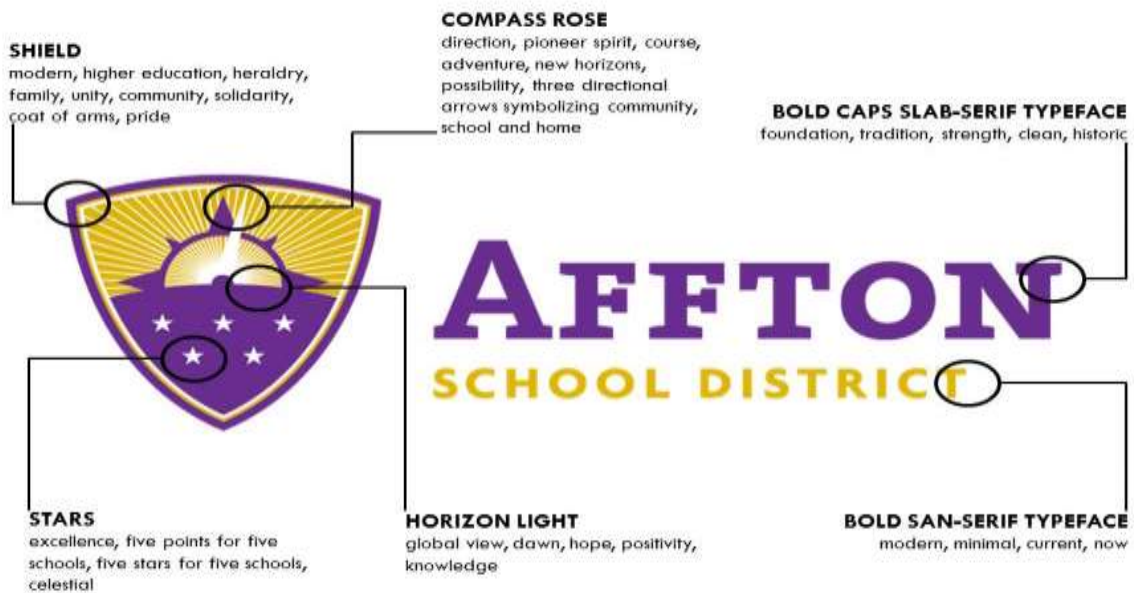 SHIELD
modern, higher education, heraldry,
family, unity, community, solidarity,
coat of arms, pride
COMPASS ROSE
direction, pioneer spirit, course,
adventure, new horizons,
possibility, three directional
arrows symbolizing community,
school and home
BOLD CAPS SLAB-SERIF TYPEFACE
foundation, tradition, strength, clean, historic
AFFTON
SCHOOL DISTRICT
STARS
excellence, five points for five
schools, five stars for five schools,
celestial
HORIZON LIGHT
global view, dawn, hope, positivity,
knowledge
BOLD SAN-SERIF TYPEFACE
modern, minimal, current, now